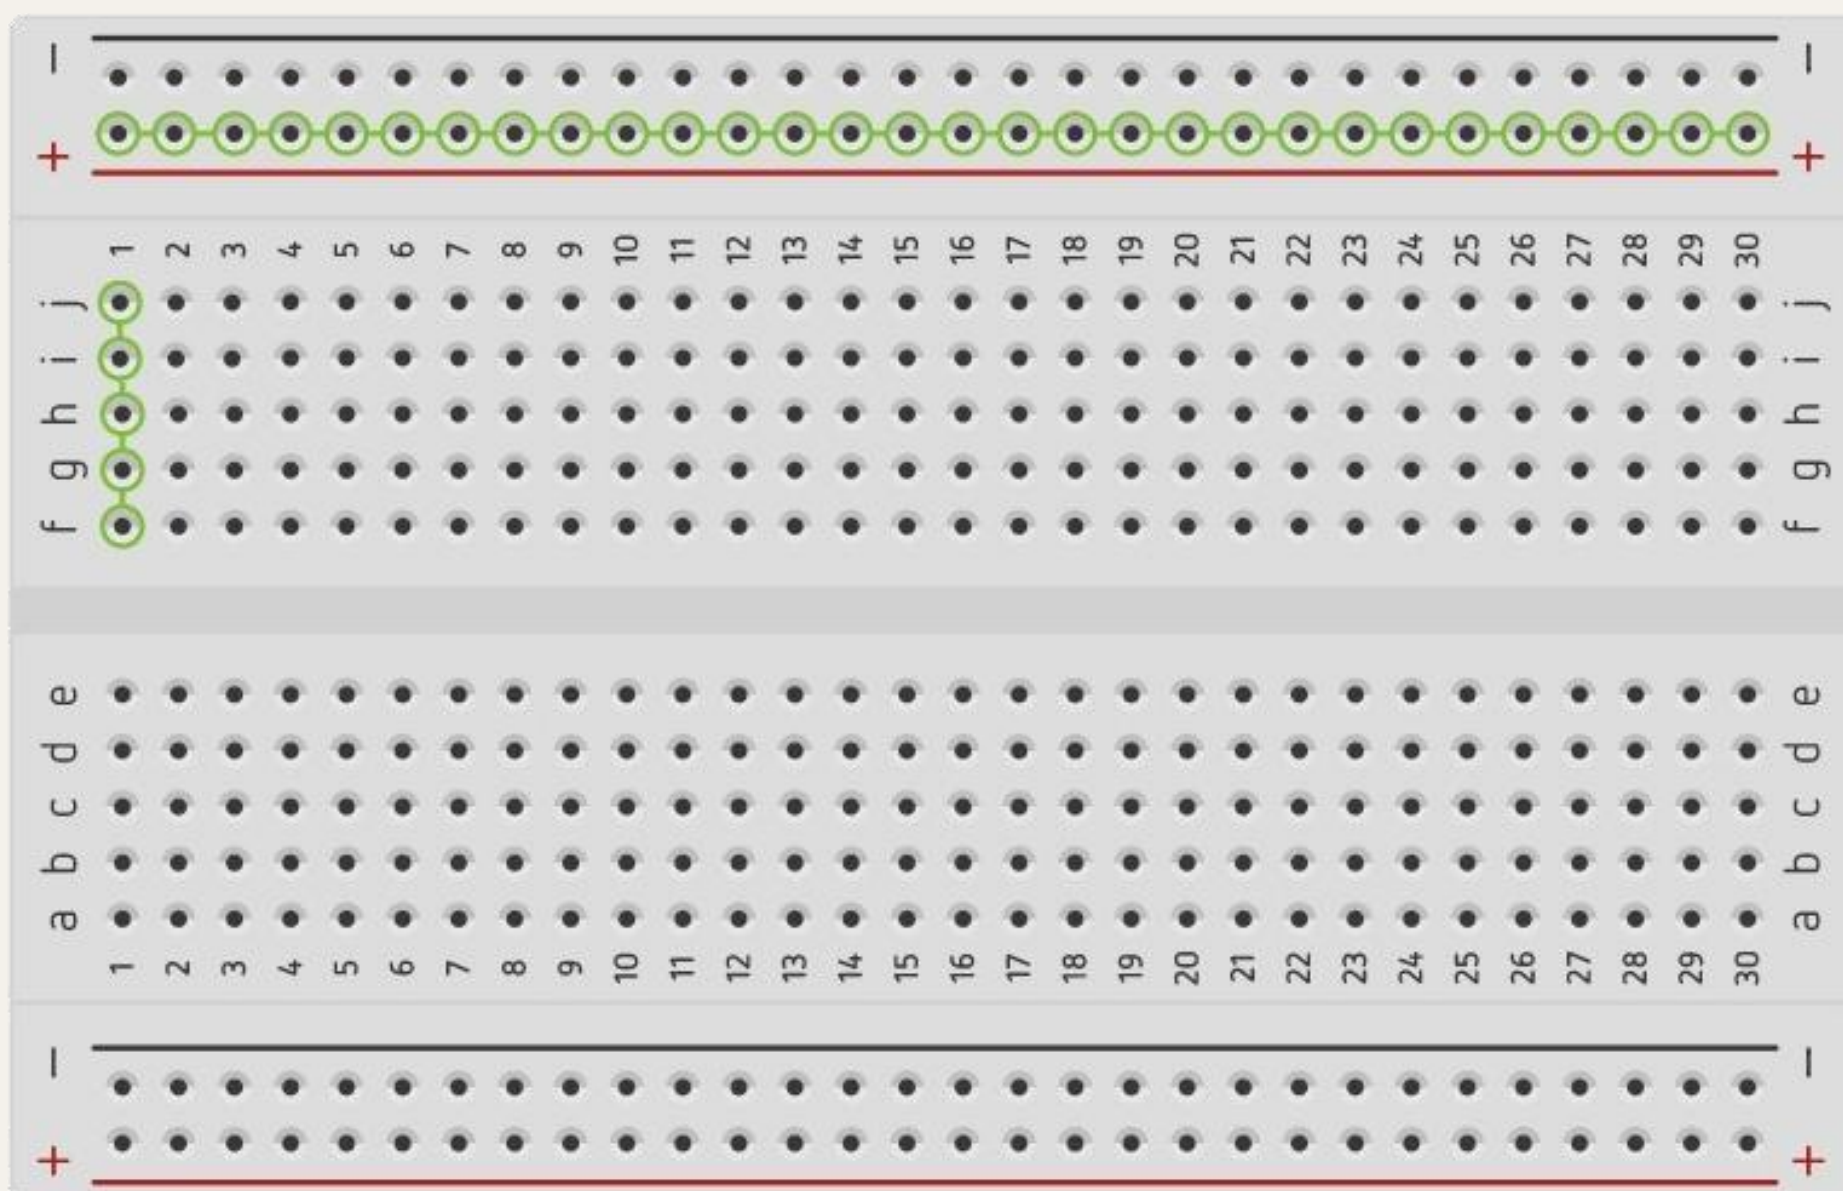 − −
+ +
1 2 3 4 5 6 7 8 9 10 11 12 13 14 15 16 17 18 19 20 21 22 23 24 25 26 27 28 29 30
j j
i i
h h
g g
f f
e e
d d
c c
b b
a a
1 2 3 4 5 6 7 8 9 10 11 12 13 14 15 16 17 18 19 20 21 22 23 24 25 26 27 28 29 30
− −
+ +